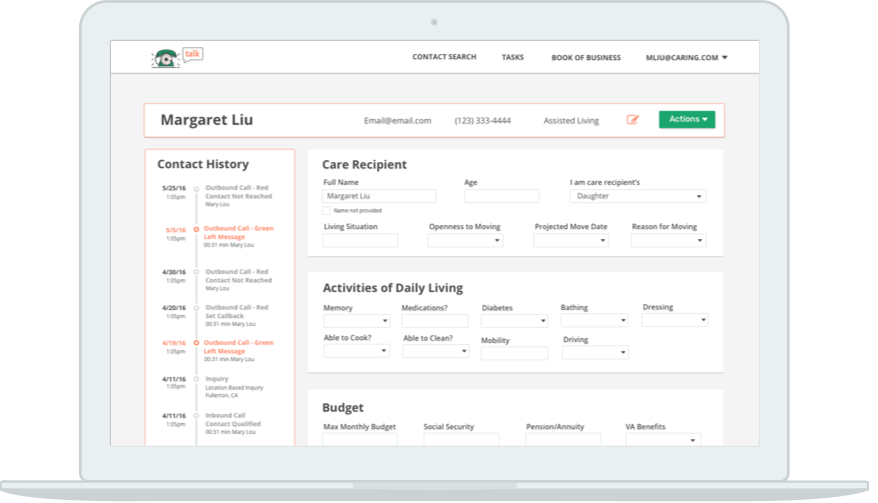 talk
CONTACT SEARCH TASKS BOOK OF BUSINESS MLIU@CARING.COM
Margaret Liu Email@email.com (123) 333-4444 Assisted Living Actions
Contact History
5/25/16 Outbound Call - Red
1:05pm Contact Not Reached
Mary Lou
5/5/16 Outbound Call - Green
1:05pm Left Message
00:31 min Mary Lou
4/30/16 Outbound Call - Red
1:05pm Contact Not Reached
Mary Lou
4/20/16 Outbound Call - Red
1:05pm Set Callback
00:31 min Mary Lou
4/19/16 Outbound Call - Green
1:05pm Left Message
00:31 min Mary Lou
4/11/16 Inquiry
1:05pm Location Based Inquiry
Fullerton, CA
4/11/16 Inbound Call
1:05pm Contact Qualified
00:31 min Mary Lou
Care Recipient
Full Name Age I am care recipient's
Margaret Liu Daughter
Name not provided
Living Situation Openness to Moving Projected Move Date Reason for Moving
Activities of Daily Living
Memory Medications? Diabetes Bathing Dressing
Able to Cook? Able to Clean? Mobility Driving
Budget
Max Monthly Budget Social Security Pension/Annuity VA Benefits